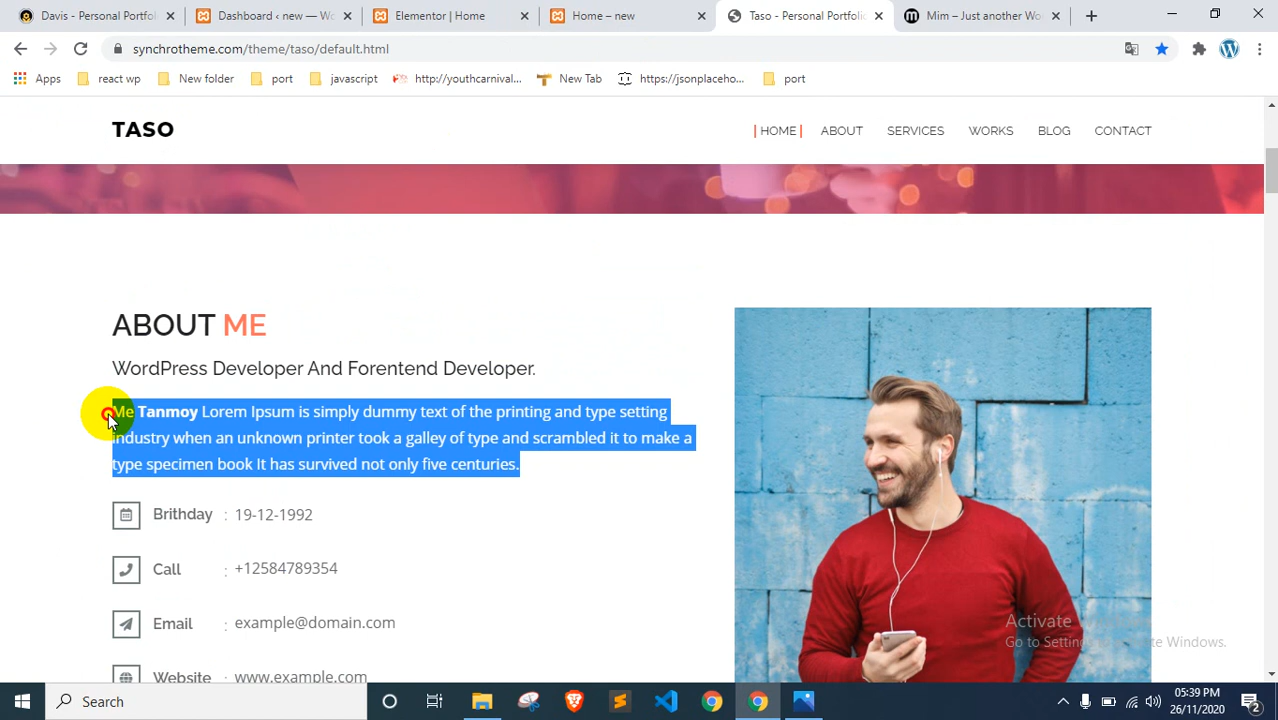 Davis - Personal Portfo
Dashboard ‹ new — W
Elementor | Home
Home – new
Taso - Personal Portfolio
Mim – Just another Wo
synchrotheme.com/theme/taso/default.html
Apps
react wp
New folder
port
javascript
http://youthcarnival...
New Tab
https://jsonplaceho...
port
TASO
| HOME |
ABOUT
SERVICES
WORKS
BLOG
CONTACT
ABOUT ME
WordPress Developer And Forentend Developer.
Me Tanmoy Lorem Ipsum is simply dummy text of the printing and type setting
industry when an unknown printer took a galley of type and scrambled it to make a
type specimen book It has survived not only five centuries.
Brithday : 19-12-1992
Call : +12584789354
Email : example@domain.com
Website : www.example.com
Activate
Go to Settings Windows.
Search
05:39 PM
26/11/2020
2